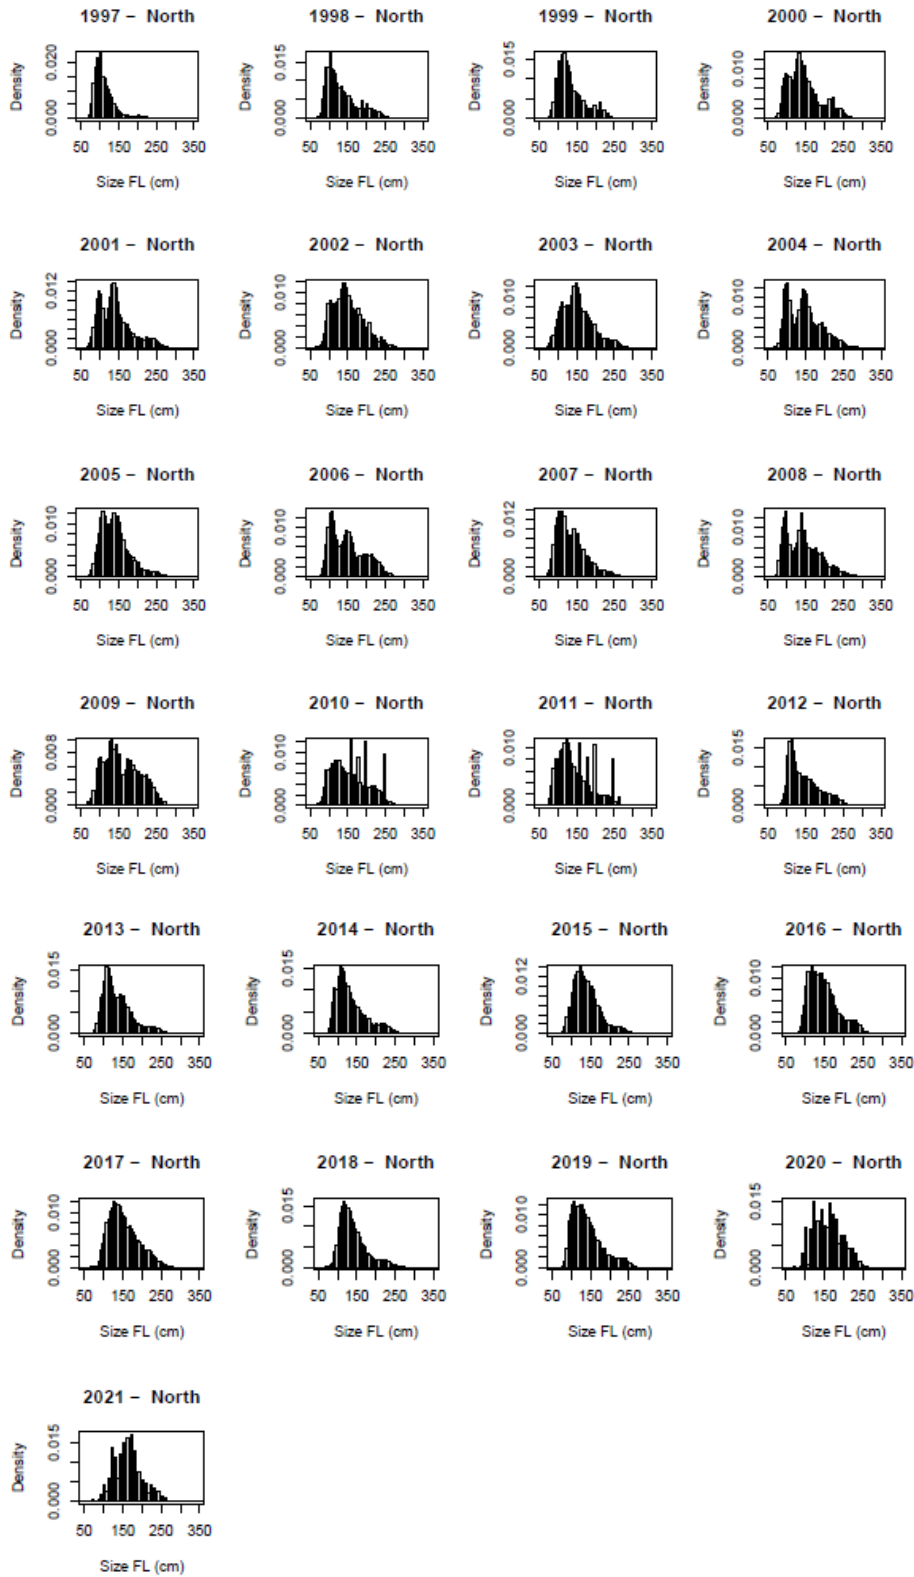 1997 – North 1998 – North 1999 – North 2000 – North
Density 0.000 0.020 Density 0.000 0.015 Density 0.000 0.015 Density 0.000 0.010
50 150 250 350 50 150 250 350 50 150 250 350 50 150 250 350
Size FL (cm) Size FL (cm) Size FL (cm) Size FL (cm)
2001 – North 2002 – North 2003 – North 2004 – North
Density 0.000 0.012 Density 0.000 0.010 Density 0.000 0.010 Density 0.000 0.010
50 150 250 350 50 150 250 350 50 150 250 350 50 150 250 350
Size FL (cm) Size FL (cm) Size FL (cm) Size FL (cm)
2005 – North 2006 – North 2007 – North 2008 – North
Density 0.000 0.010 Density 0.000 0.010 Density 0.000 0.012 Density 0.000 0.010
50 150 250 350 50 150 250 350 50 150 250 350 50 150 250 350
Size FL (cm) Size FL (cm) Size FL (cm) Size FL (cm)
2009 – North 2010 – North 2011 – North 2012 – North
Density 0.000 0.008 Density 0.000 0.010 Density 0.000 0.010 Density 0.000 0.015
50 150 250 350 50 150 250 350 50 150 250 350 50 150 250 350
Size FL (cm) Size FL (cm) Size FL (cm) Size FL (cm)
2013 – North 2014 – North 2015 – North 2016 – North
Density 0.000 0.015 Density 0.000 0.015 Density 0.000 0.012 Density 0.000 0.010
50 150 250 350 50 150 250 350 50 150 250 350 50 150 250 350
Size FL (cm) Size FL (cm) Size FL (cm) Size FL (cm)
2017 – North 2018 – North 2019 – North 2020 – North
Density 0.000 0.010 Density 0.000 0.015 Density 0.000 0.010 Density 0.000 0.015
50 150 250 350 50 150 250 350 50 150 250 350 50 150 250 350
Size FL (cm) Size FL (cm) Size FL (cm) Size FL (cm)
2021 – North
Density 0.000 0.015
50 150 250 350
Size FL (cm)